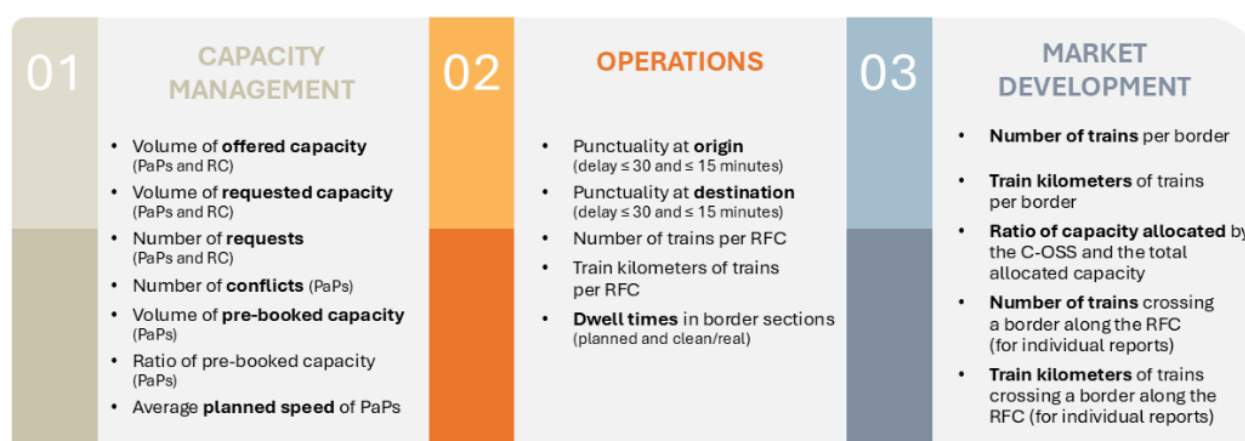 01
CAPACITY
MANAGEMENT
• Volume of offered capacity
(PaPs and RC)
• Volume of requested capacity
(PaPs and RC)
• Number of requests
(PaPs and RC)
• Number of conflicts (PaPs)
• Volume of pre-booked capacity
(PaPs)
• Ratio of pre-booked capacity
(PaPs)
• Average planned speed of PaPs
02
OPERATIONS
• Punctuality at origin
(delay ≤ 30 and ≤ 15 minutes)
• Punctuality at destination
(delay ≤ 30 and ≤ 15 minutes)
• Number of trains per RFC
• Train kilometers of trains
per RFC
• Dwell times in border sections
(planned and clean/real)
03
MARKET
DEVELOPMENT
• Number of trains per border
• Train kilometers of trains
per border
• Ratio of capacity allocated by
the C-OSS and the total
allocated capacity
• Number of trains crossing
a border along the RFC
(for individual reports)
• Train kilometers of trains
crossing a border along the
RFC (for individual reports)